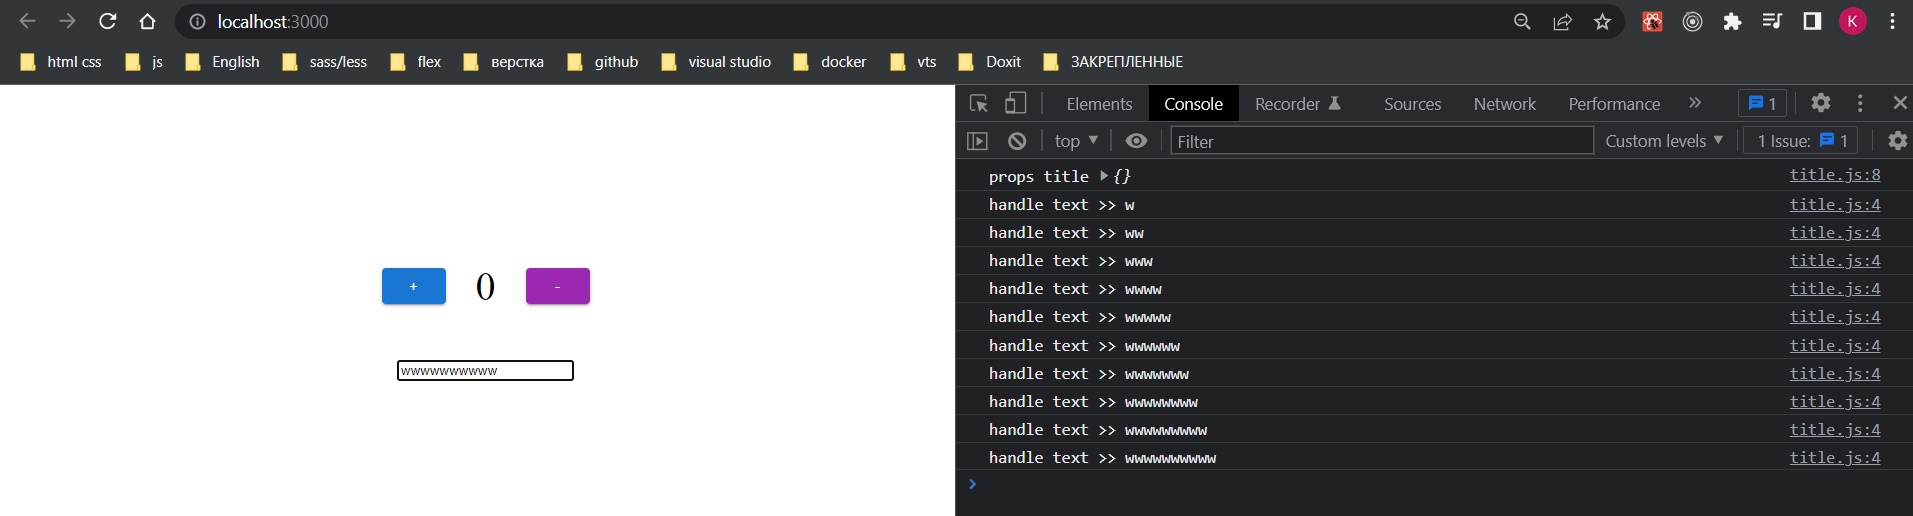 localhost:3000
K
html css js English sass/less flex верстка github visual studio docker vts Doxit ЗАКРЕПЛЕННЫЕ
Elements Console Recorder Sources Network Performance » 1
top Filter Custom levels 1 Issue: 1
props title {} title.js:8
handle text >> w title.js:4
handle text >> ww title.js:4
handle text >> www title.js:4
handle text >> wwww title.js:4
handle text >> wwwww title.js:4
handle text >> wwwwww title.js:4
handle text >> wwwwwww title.js:4
handle text >> wwwwwwww title.js:4
handle text >> wwwwwwwww title.js:4
handle text >> wwwwwwwwww title.js:4
+ 0 -
wwwwwwwwww